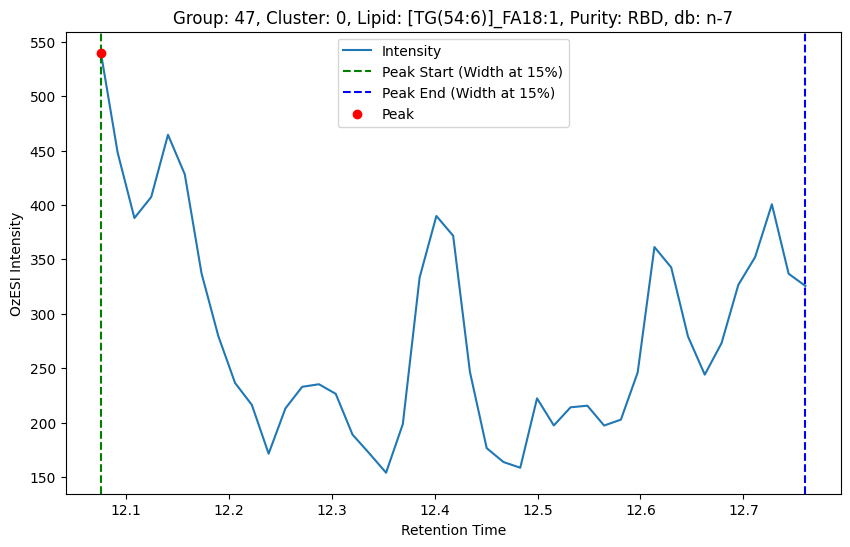 Group: 47, Cluster: 0, Lipid: [TG(54:6)]_FA18:1, Purity: RBD, db: n-7
Intensity
Peak Start (Width at 15%)
Peak End (Width at 15%)
Peak
OzESI Intensity
550
500
450
400
350
300
250
200
150
12.1 12.2 12.3 12.4 12.5 12.6 12.7
Retention Time